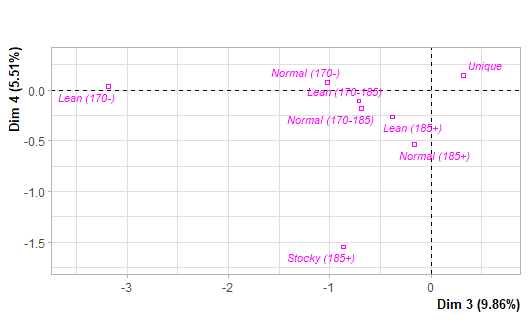 Dim 4 (5.51%)
Unique
Normal (170-)
Lean (170-)
Lean (170-185)
Normal (170-185)
Lean (185+)
Normal (185+)
Stocky (185+)
0.0
-0.5
-1.0
-1.5
-3
-2
-1
0
Dim 3 (9.86%)